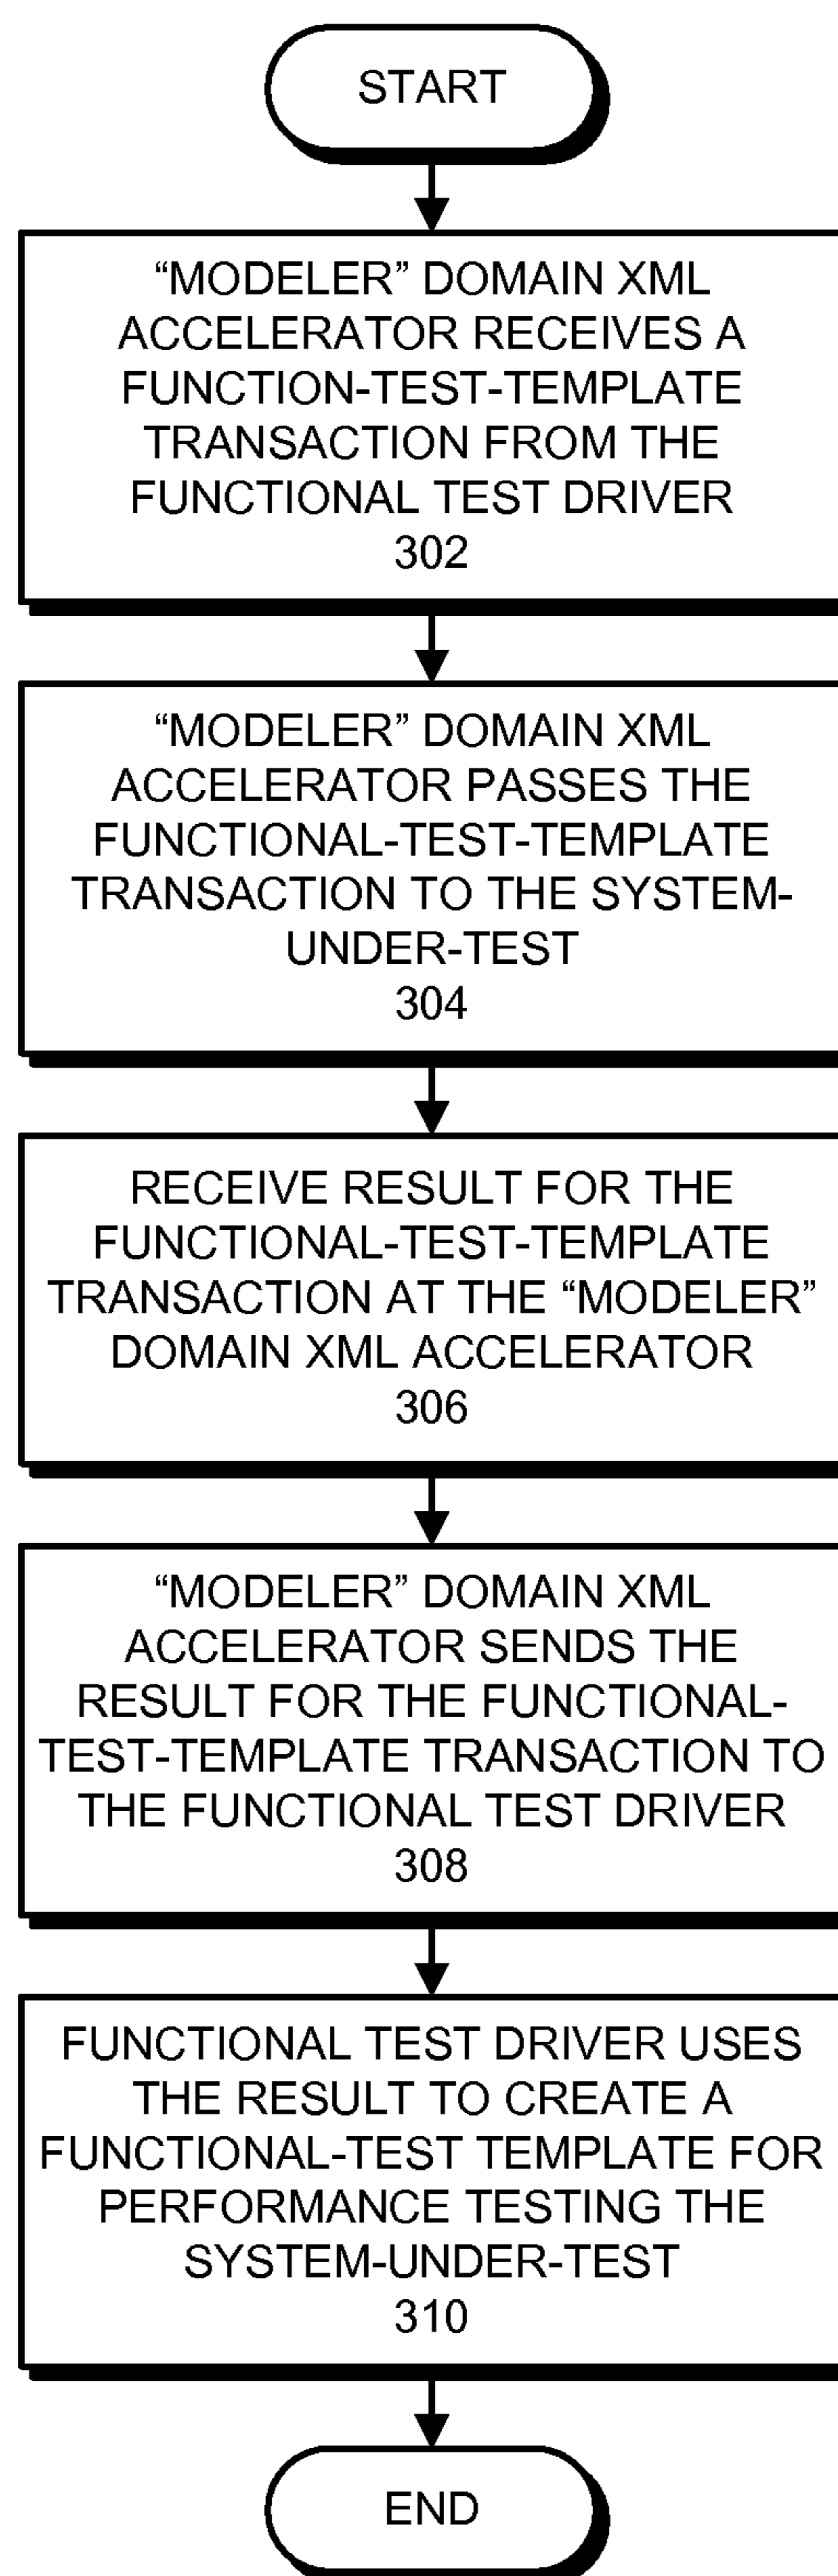 START
“MODELER” DOMAIN XML
ACCELERATOR RECEIVES A
FUNCTION-TEST-TEMPLATE
TRANSACTION FROM THE
FUNCTIONAL TEST DRIVER
302
“MODELER” DOMAIN XML
ACCELERATOR PASSES THE
FUNCTIONAL-TEST-TEMPLATE
TRANSACTION TO THE SYSTEM-
UNDER-TEST
304
RECEIVE RESULT FOR THE
FUNCTIONAL-TEST-TEMPLATE
TRANSACTION AT THE “MODELER”
DOMAIN XML ACCELERATOR
306
“MODELER” DOMAIN XML
ACCELERATOR SENDS THE
RESULT FOR THE FUNCTIONAL-
TEST-TEMPLATE TRANSACTION TO
THE FUNCTIONAL TEST DRIVER
308
FUNCTIONAL TEST DRIVER USES
THE RESULT TO CREATE A
FUNCTIONAL-TEST TEMPLATE FOR
PERFORMANCE TESTING THE
SYSTEM-UNDER-TEST
310
END